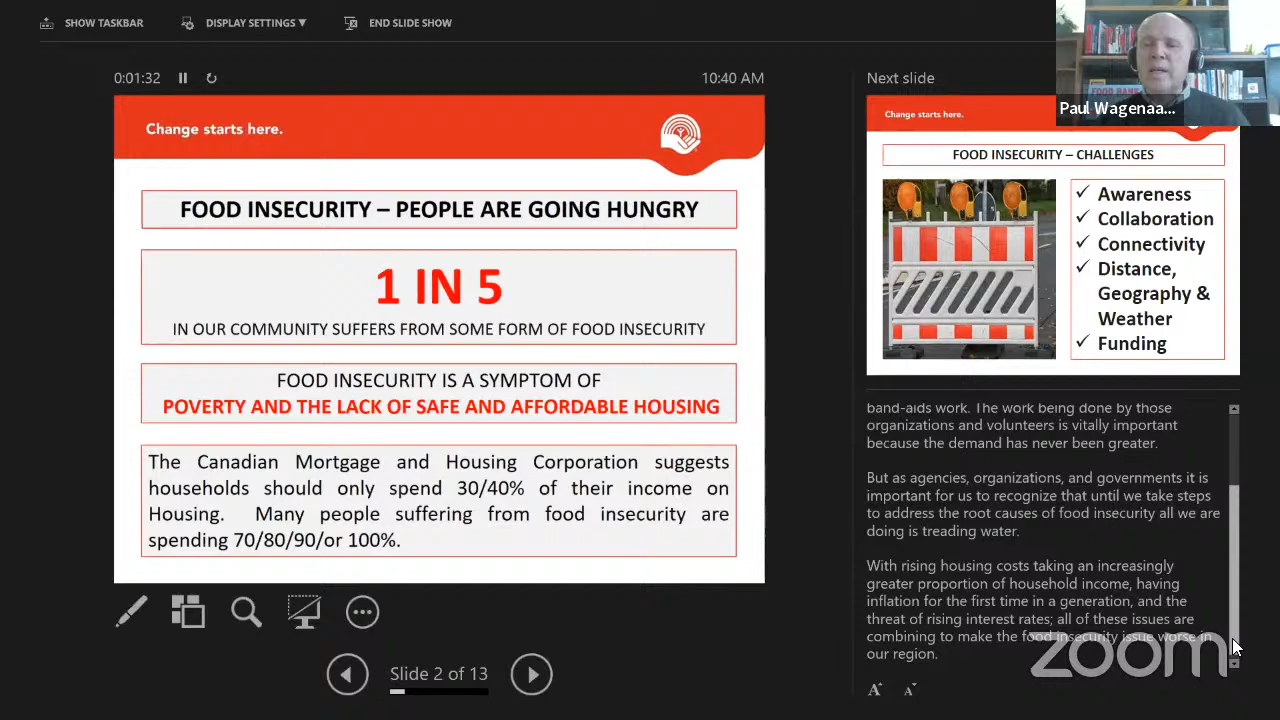 SHOW TASKBAR
DISPLAY SETTINGS ▼
END SLIDE SHOW
0:01:32
10:40 AM
Change starts here.
FOOD INSECURITY – PEOPLE ARE GOING HUNGRY
1 IN 5
IN OUR COMMUNITY SUFFERS FROM SOME FORM OF FOOD INSECURITY
FOOD INSECURITY IS A SYMPTOM OF
POVERTY AND THE LACK OF SAFE AND AFFORDABLE HOUSING
The Canadian Mortgage and Housing Corporation suggests
households should only spend 30/40% of their income on
Housing. Many people suffering from food insecurity are
spending 70/80/90/or 100%.
Slide 2 of 13
Next slide
FOOD BANK
Paul Wagenaa...
Change starts here.
FOOD INSECURITY – CHALLENGES
✓ Awareness
✓ Collaboration
✓ Connectivity
✓ Distance,
Geography &
Weather
✓ Funding
band-aids work. The work being done by those
organizations and volunteers is vitally important
because the demand has never been greater.
But as agencies, organizations, and governments it is
important for us to recognize that until we take steps
to address the root causes of food insecurity all we are
doing is treading water.
With rising housing costs taking an increasingly
greater proportion of household income, having
inflation for the first time in a generation, and the
threat of rising interest rates; all of these issues are
combining to make the food insecurity issue worse in
our region.
A A
zoom